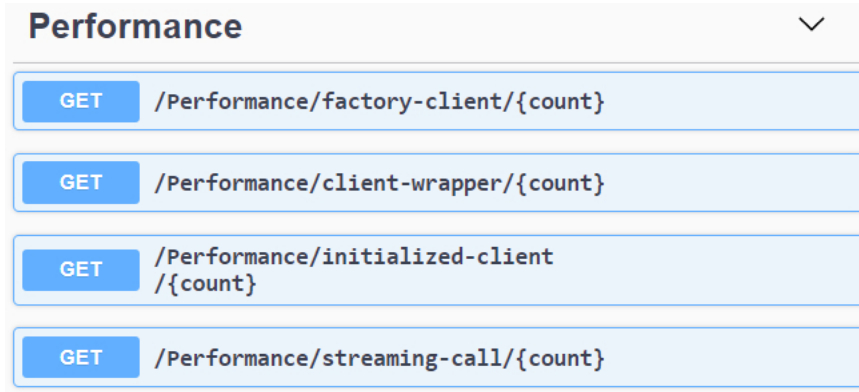 Performance
GET /Performance/factory-client/{count}
GET /Performance/client-wrapper/{count}
GET /Performance/initialized-client
/{count}
GET /Performance/streaming-call/{count}